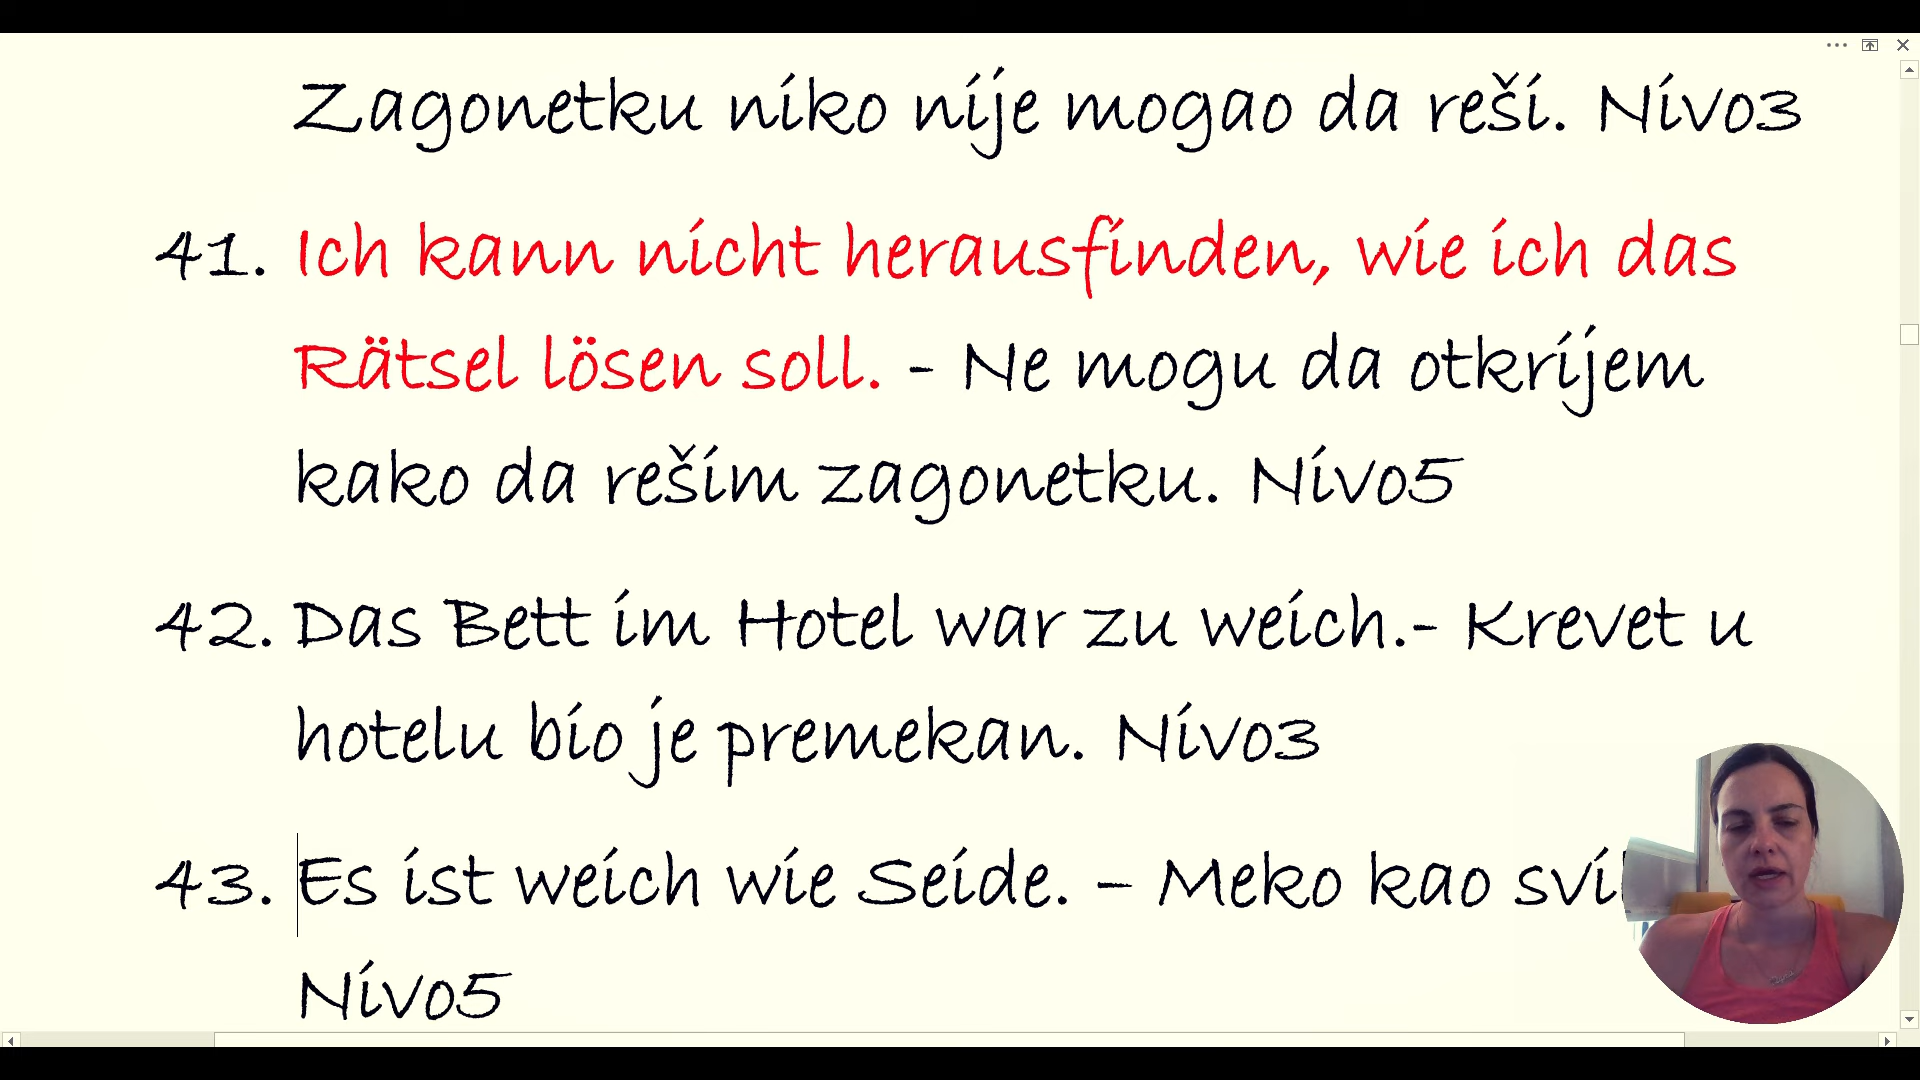 Zagonetku niko nije mogao da reši. Nivo3
41. Ich kann nicht herausfinden, wie ich das
Rätsel lösen soll. - Ne mogu da otkrijem
kako da rešim zagonetku. Nivo5
42. Das Bett im Hotel war zu weich.- Krevet u
hotelu bio je premekan. Nivo3
43. Es ist weich wie Seide. – Meko kao
Nivo5